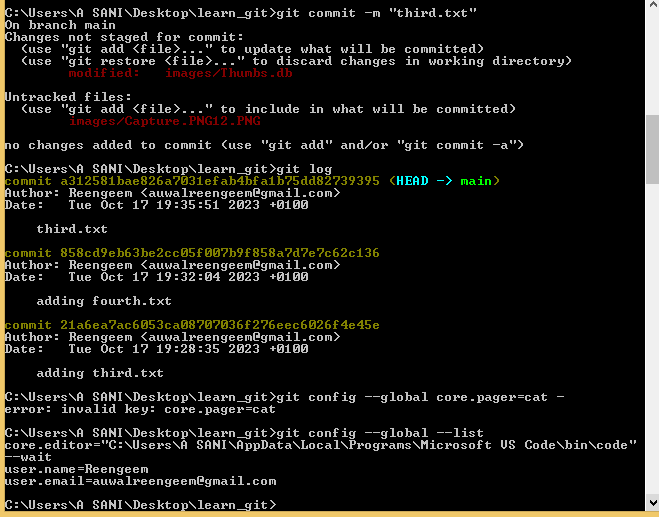 C:\Users\A SANI\Desktop\learn_git>git commit -m "third.txt"
On branch main
Changes not staged for commit:
  (use "git add <file>..." to update what will be committed)
  (use "git restore <file>..." to discard changes in working directory)
        modified:   images/Thumbs.db

Untracked files:
  (use "git add <file>..." to include in what will be committed)
        images/Capture.PNG12.PNG

no changes added to commit (use "git add" and/or "git commit -a")

C:\Users\A SANI\Desktop\learn_git>git log
commit a312581bae826a7031efab4bfa1b75dd82739395 (HEAD -> main)
Author: Reengeem <auwalreengeem@gmail.com>
Date:   Tue Oct 17 19:35:51 2023 +0100

    third.txt

commit 858cd9eb63be2cc05f007b9f858a7d7e7c62c136
Author: Reengeem <auwalreengeem@gmail.com>
Date:   Tue Oct 17 19:32:04 2023 +0100

    adding fourth.txt

commit 21a6ea7ac6053ca08707036f276eec6026f4e45e
Author: Reengeem <auwalreengeem@gmail.com>
Date:   Tue Oct 17 19:28:35 2023 +0100

    adding third.txt

C:\Users\A SANI\Desktop\learn_git>git config --global core.pager=cat -
error: invalid key: core.pager=cat

C:\Users\A SANI\Desktop\learn_git>git config --global --list
core.editor="C:\Users\A SANI\AppData\Local\Programs\Microsoft VS Code\bin\code"
--wait
user.name=Reengeem
user.email=auwalreengeem@gmail.com

C:\Users\A SANI\Desktop\learn_git>